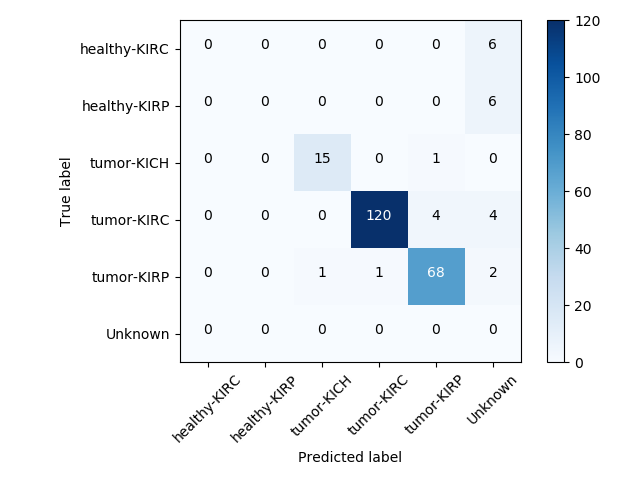 healthy-KIRC 0 0 0 0 0 6
healthy-KIRP 0 0 0 0 0 6
tumor-KICH 0 0 15 0 1 0
tumor-KIRC 0 0 0 120 4 4
tumor-KIRP 0 0 1 1 68 2
Unknown 0 0 0 0 0 0
True label
healthy-KIRC healthy-KIRP tumor-KICH tumor-KIRC tumor-KIRP Unknown
Predicted label
120
100
80
60
40
20
0